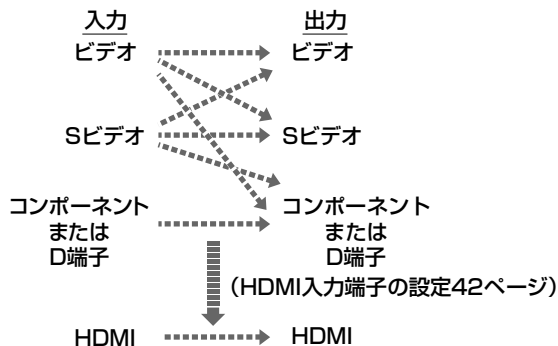 入力 出力
ビデオ ビデオ
Sビデオ Sビデオ
コンポーネント コンポーネント
または または
D端子 D端子
（HDMI入力端子の設定42ページ）
HDMI HDMI